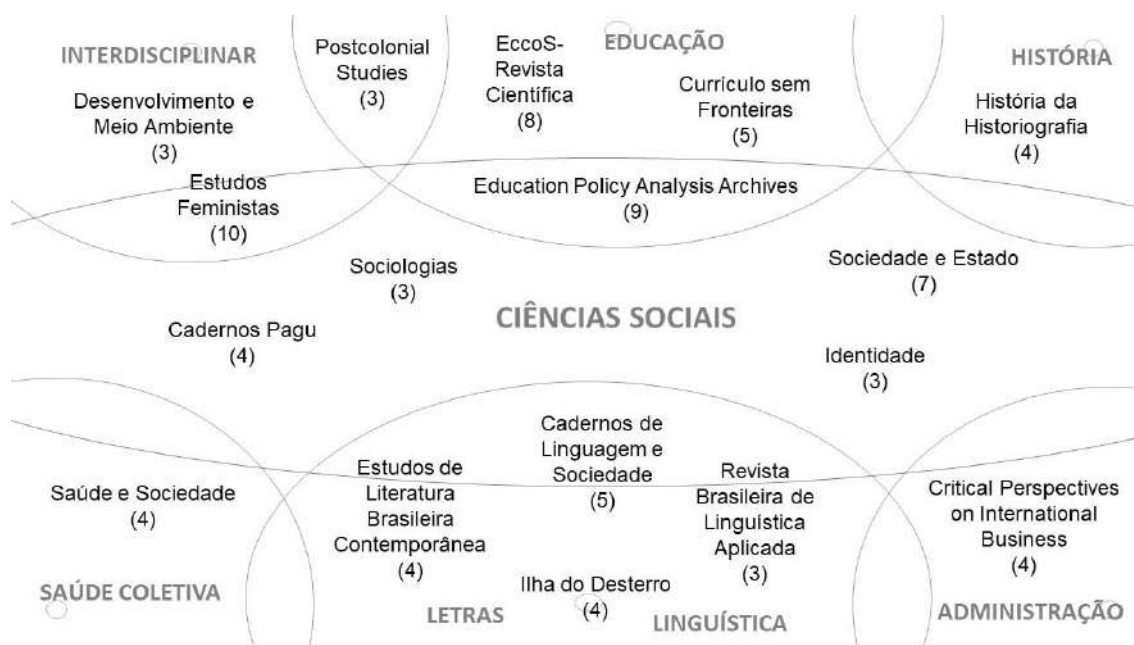 INTERDISCIPLINAR
Desenvolvimento e
Meio Ambiente
(3)
Estudos
Feministas
(10)
Postcolonial
Studies
(3)
EccoS-
Revista
Científica
(8)
EDUCAÇÃO
Currículo sem
Fronteiras
(5)
Education Policy Analysis Archives
(9)
HISTÓRIA
História da
Historiografia
(4)
Sociologias
(3)
Sociedade e Estado
(7)
CIÊNCIAS SOCIAIS
Cadernos Pagu
(4)
Identidade
(3)
Saúde e Sociedade
(4)
SAÚDE COLETIVA
Estudos de
Literatura
Brasileira
Contemporânea
(4)
Cadernos de
Linguagem e
Sociedade
(5)
Revista
Brasileira de
Linguística
Aplicada
(3)
Ilha do Desterro
(4)
LETRAS
LINGUÍSTICA
Critical Perspectives
on International
Business
(4)
ADMINISTRAÇÃO